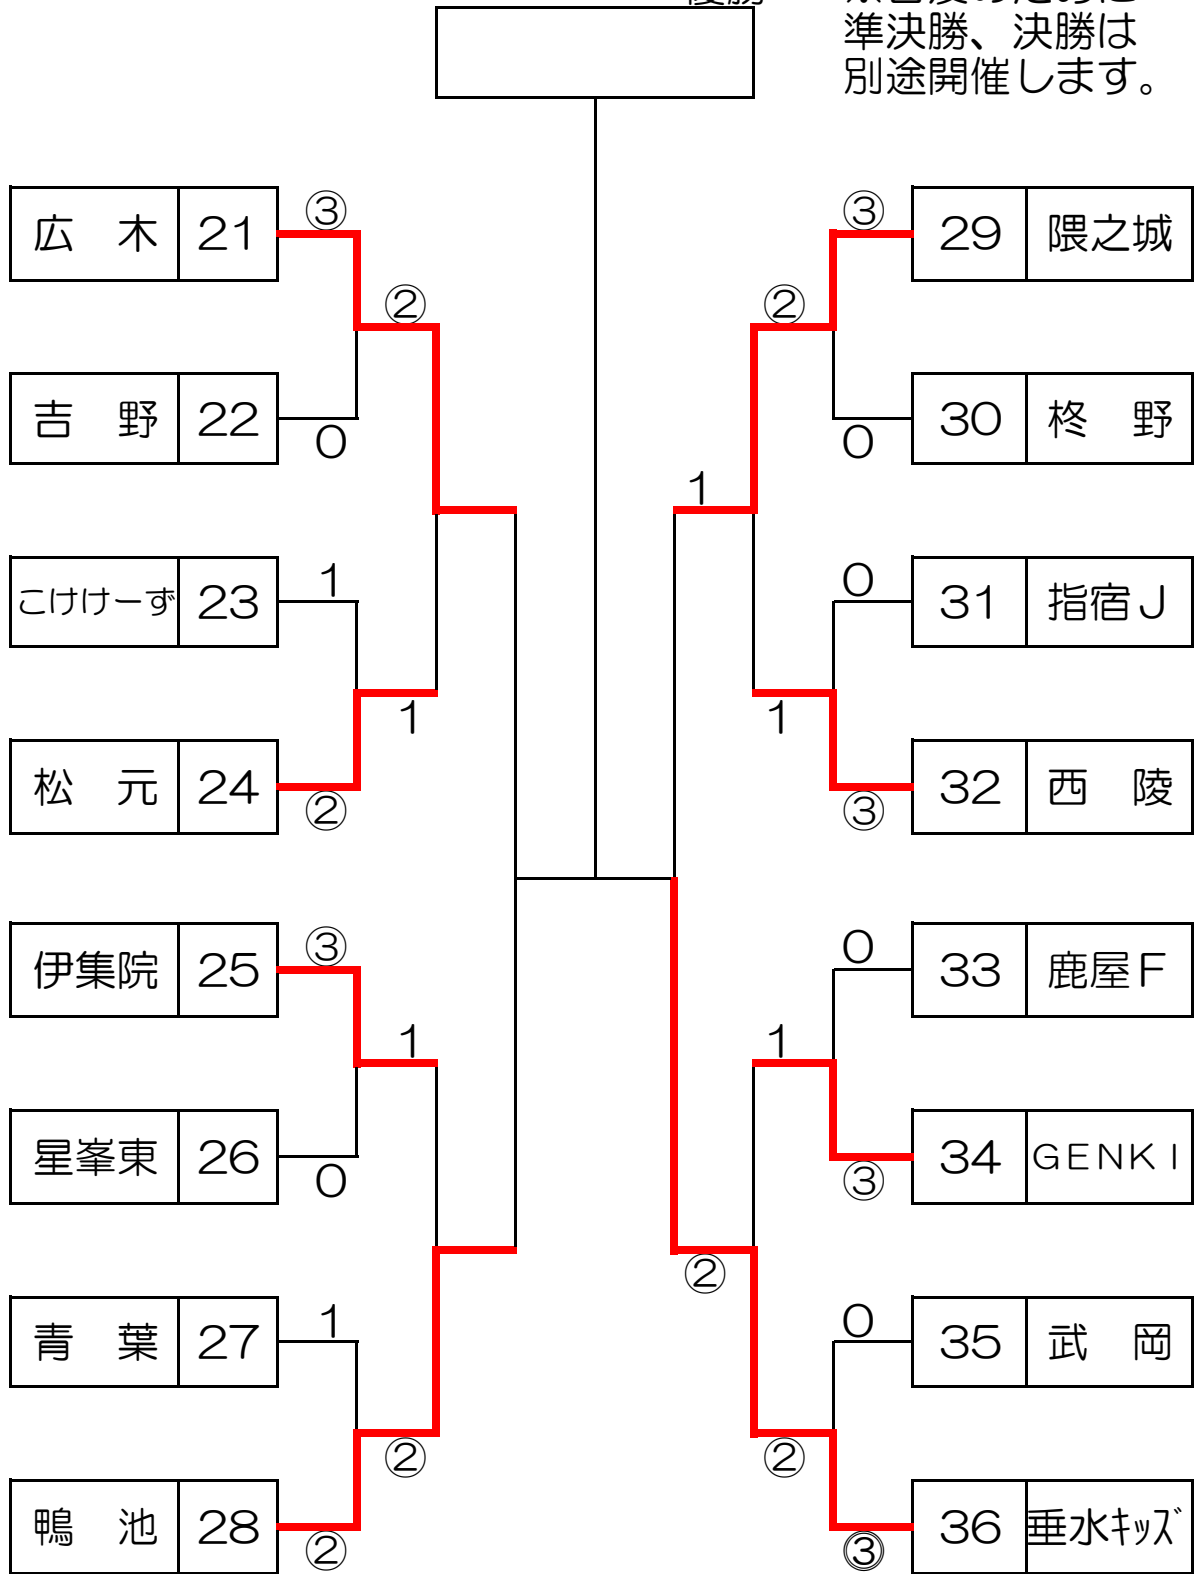 優勝
準決勝、決勝は
別途開催します。
広 木 21 ③
③ 29 隈之城
②
②
吉 野 22 0
0 30 柊 野
1
こけけーず 23 1
0 31 指宿J
1
1
松 元 24 ②
③ 32 西 陵
伊集院 25 ③
0 33 鹿屋F
1
1
星峯東 26 0
③ 34 GENKI
②
青 葉 27 1
0 35 武 岡
②
②
鴨 池 28 ②
③ 36 垂水キッズ